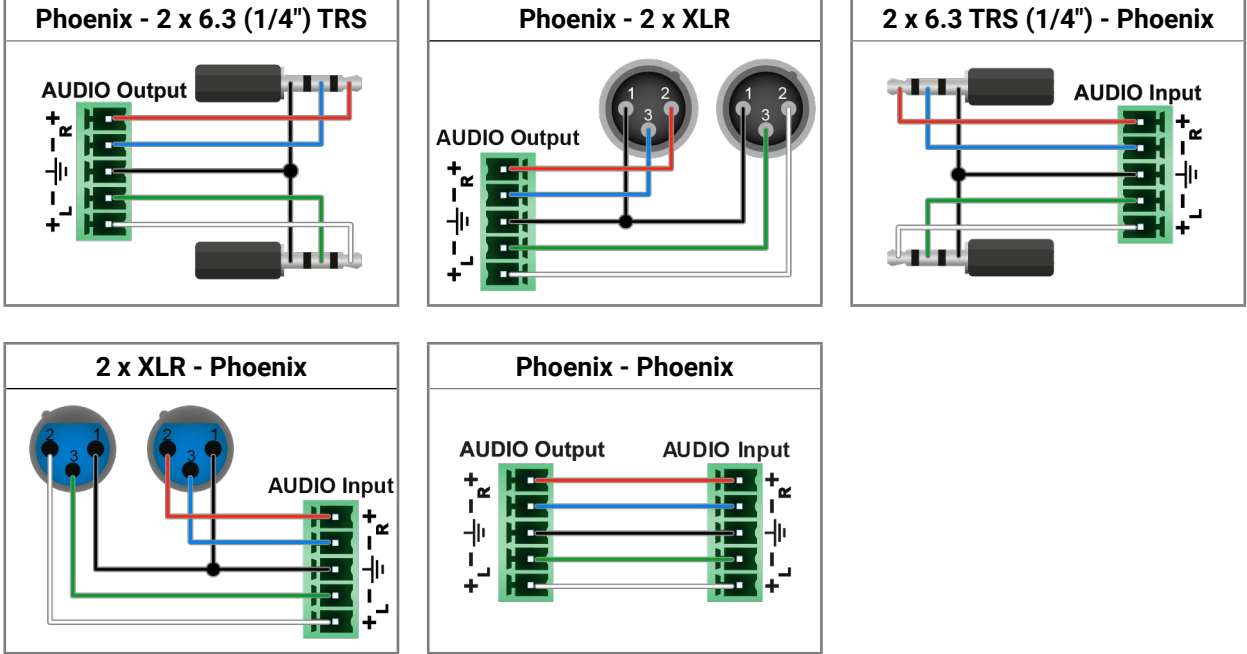 Phoenix - 2 x 6.3 (1/4") TRS
AUDIO Output
+
R
-
-
L
+
Phoenix - 2 x XLR
1
2
3
1
2
3
AUDIO Output
+
R
-
-
L
+
2 x 6.3 TRS (1/4") - Phoenix
AUDIO Input
+
R
-
-
L
+
2 x XLR - Phoenix
2
1
3
2
1
3
AUDIO Input
+
R
-
-
L
+
Phoenix - Phoenix
AUDIO Output
AUDIO Input
+
R
-
-
L
+
+
R
-
-
L
+